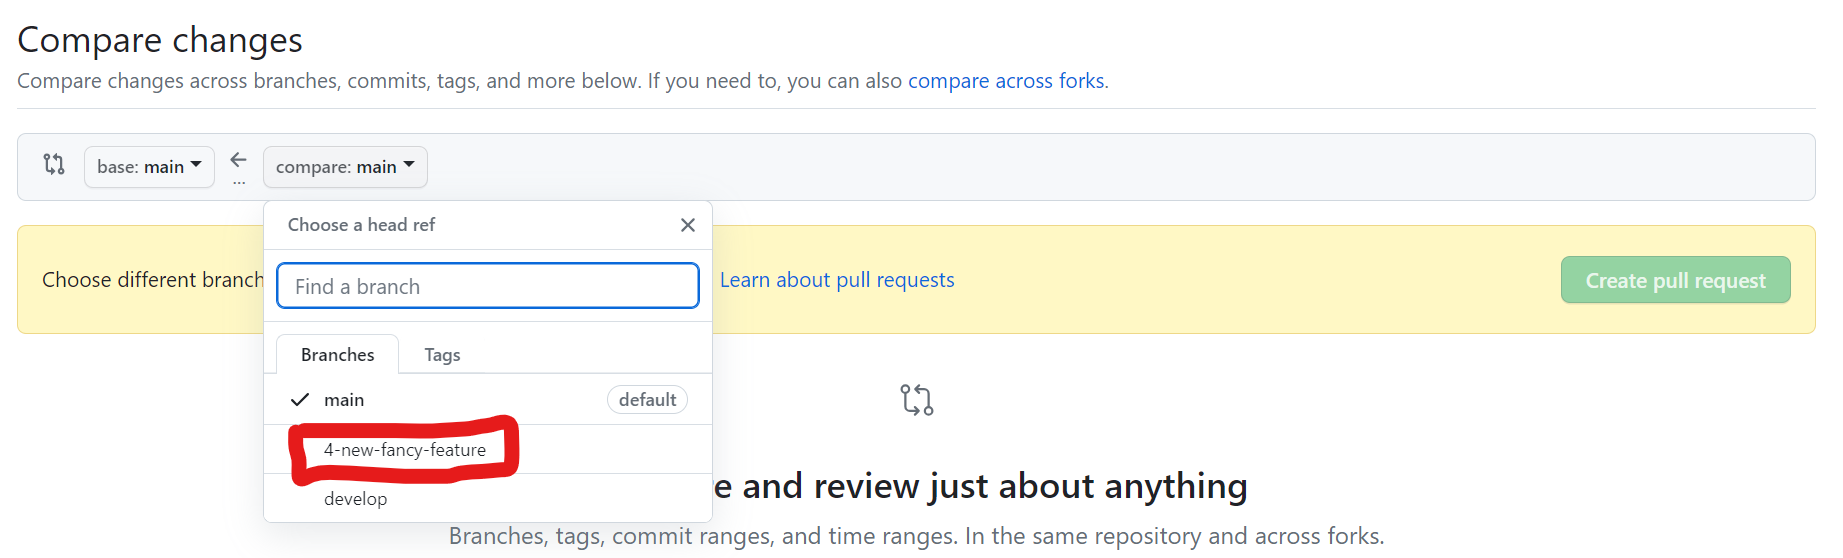 Compare changes
Compare changes across branches, commits, tags, and more below. If you need to, you can also compare across forks.
base: main
...
compare: main
Choose a head ref
Choose different branch
Find a branch
Learn about pull requests
Create pull request
Branches Tags
main default
4-new-fancy-feature
develop
e and review just about anything
Branches, tags, commit ranges, and time ranges. In the same repository and across forks.